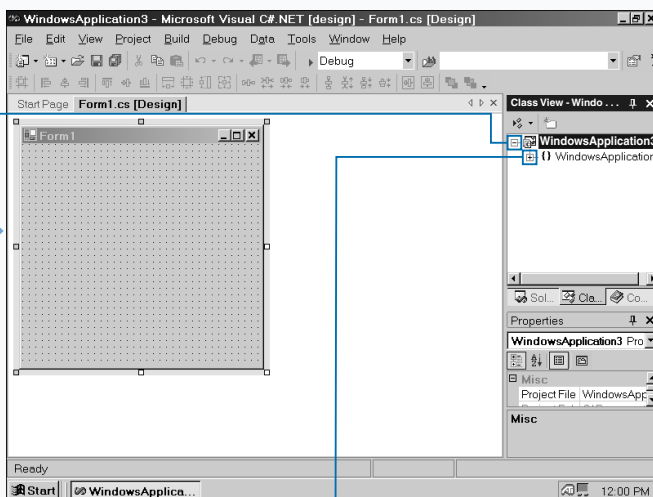 WindowsApplication3 - Microsoft Visual C#.NET [design] - Form1.cs [Design]
File Edit View Project Build Debug Data Tools Window Help
Debug
Start Page Form1.cs [Design]
Class View - Windo . . .
Form1
WindowsApplication3
{} WindowsApplication
Sol... Cla... Co...
Properties
WindowsApplication3 Pro
Misc
Project File WindowsApp
Misc
Ready
Start WindowsApplica... 12:00 PM